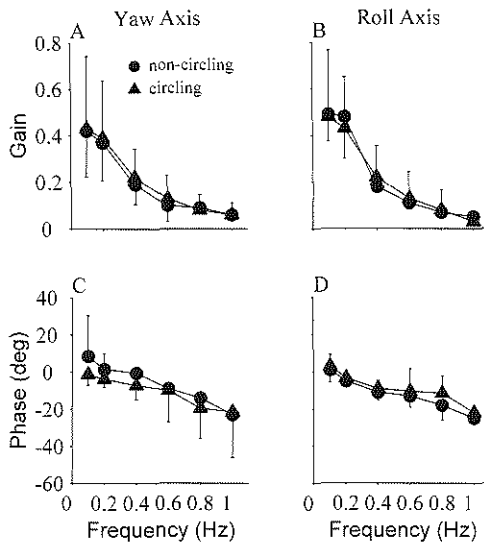 Yaw Axis
Roll Axis
A
B
non-circling
circling
0.8
0.6
0.4
0.2
0
Gain
C
D
40
20
0
-20
-40
-60
Phase (deg)
0 0.2 0.4 0.6 0.8 1
0 0.2 0.4 0.6 0.8 1
Frequency (Hz)
Frequency (Hz)